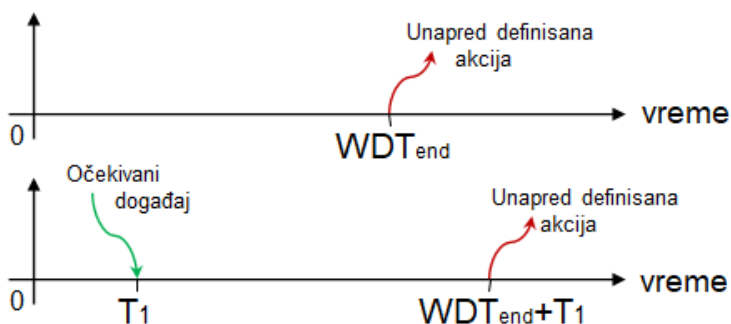 Unapred definisana
akcija
0
vreme
WDTend
Očekivani
događaj
Unapred definisana
akcija
0
vreme
T1
WDTend+T1